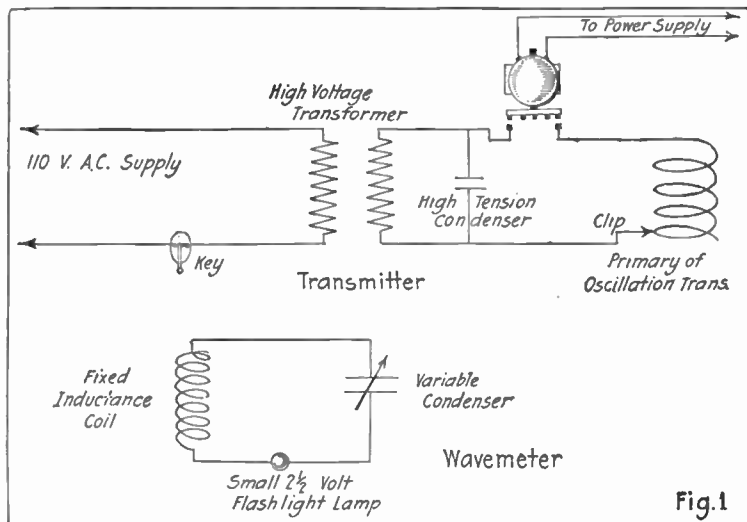 To Power Supply
High Voltage
Transformer
110 V. A.C. Supply
High Tension
Condenser
Clip
Key
Primary of
Oscillation Trans.
Transmitter
Fixed
Inductance
Coil
Variable
Condenser
Small 2½ Volt
Flashlight Lamp
Wavemeter
Fig.1